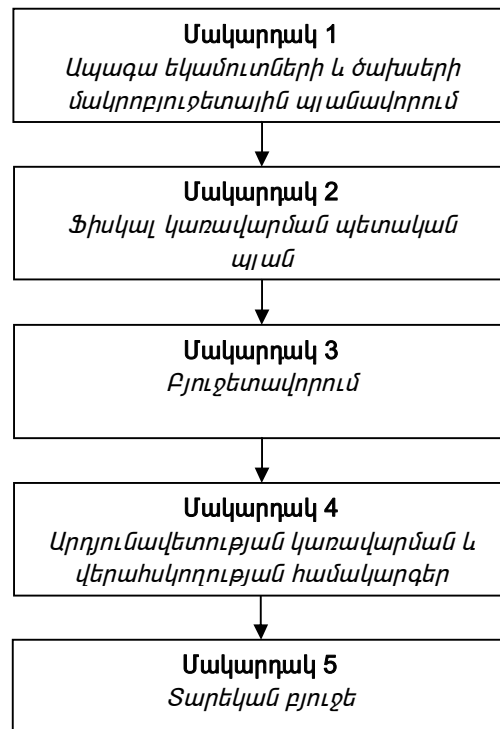 Մակարդակ 1
Ապագա եկամուտների և ծախսերի
մակրոբյուջետային պլանավորում
Մակարդակ 2
Ֆիսկալ կառավարման պետական
պլան
Մակարդակ 3
Բյուջետավորում
Մակարդակ 4
Արդյունավետության կառավարման և
վերահսկողության համակարգեր
Մակարդակ 5
Տարեկան բյուջե